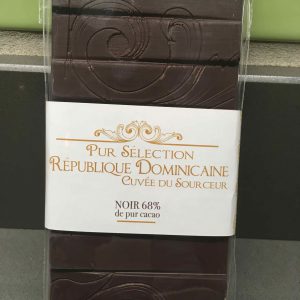 Pur Sélection
République Dominicaine
Cuvée du Sourceur
NOIR 68%
de pur cacao